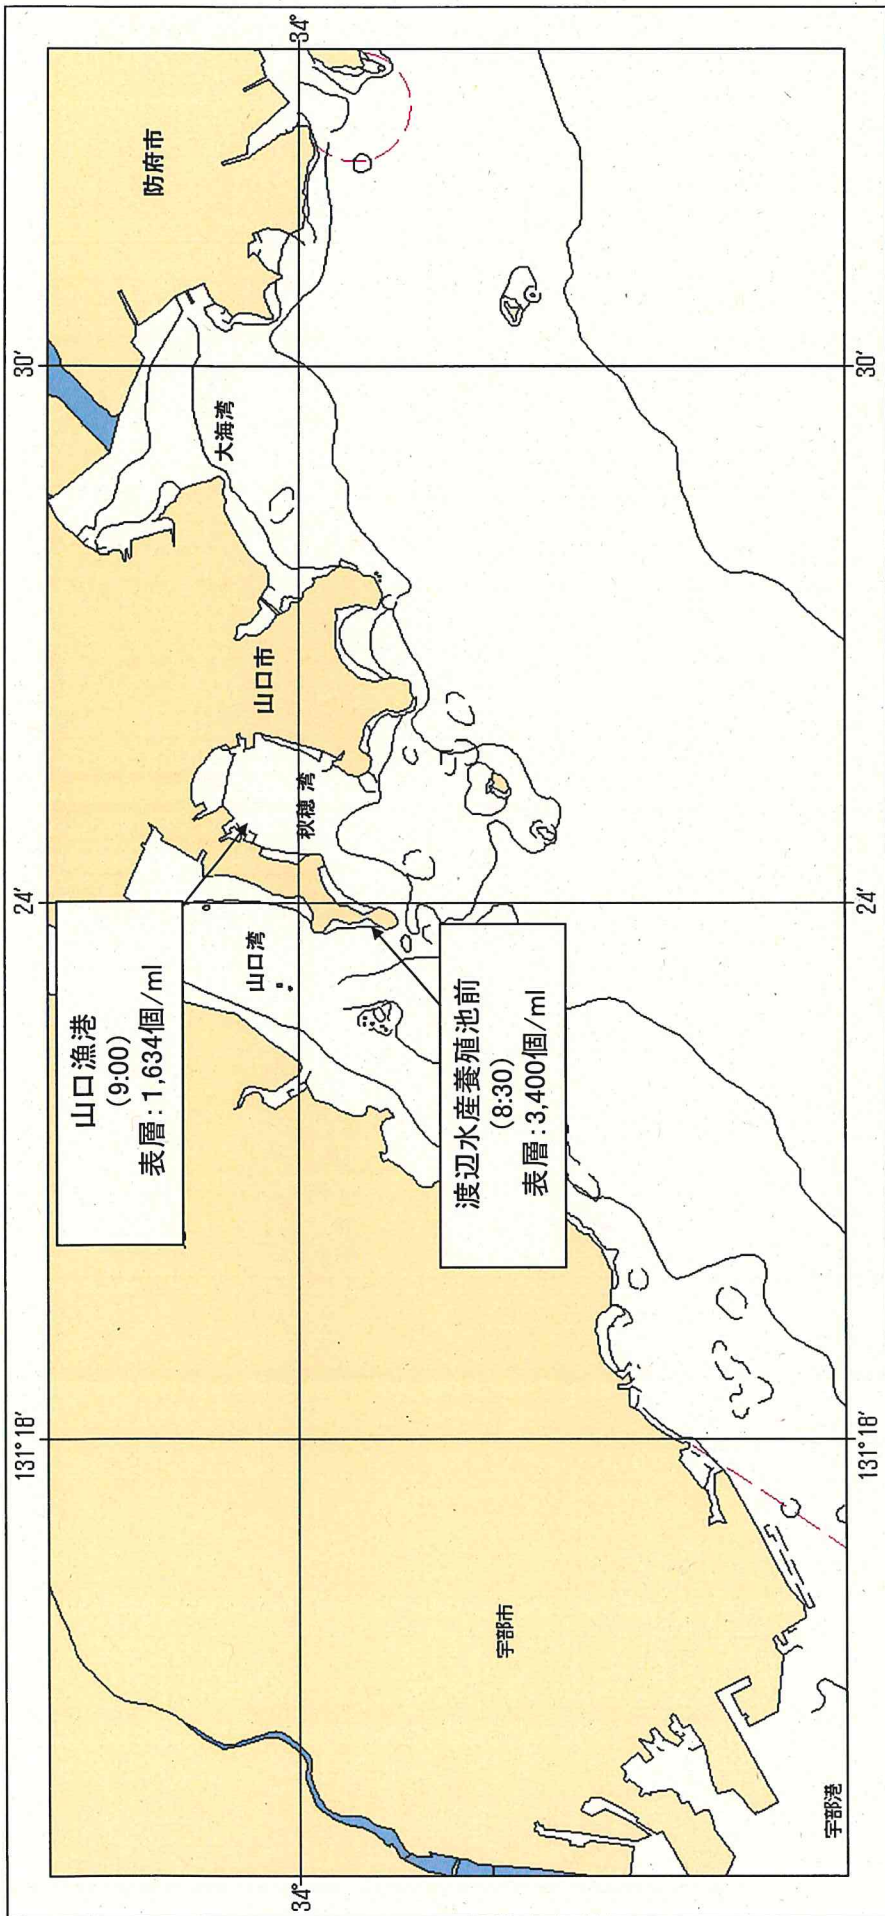 131°18′
24′
30′
34°
34°
131°18′
24′
30′
防府市
大海湾
山口市
秋穂湾
山口湾
宇部市
宇部港
山口漁港
（9:00）
表層：1,634個/ml
渡辺水産養殖池前
（8:30）
表層：3,400個/ml